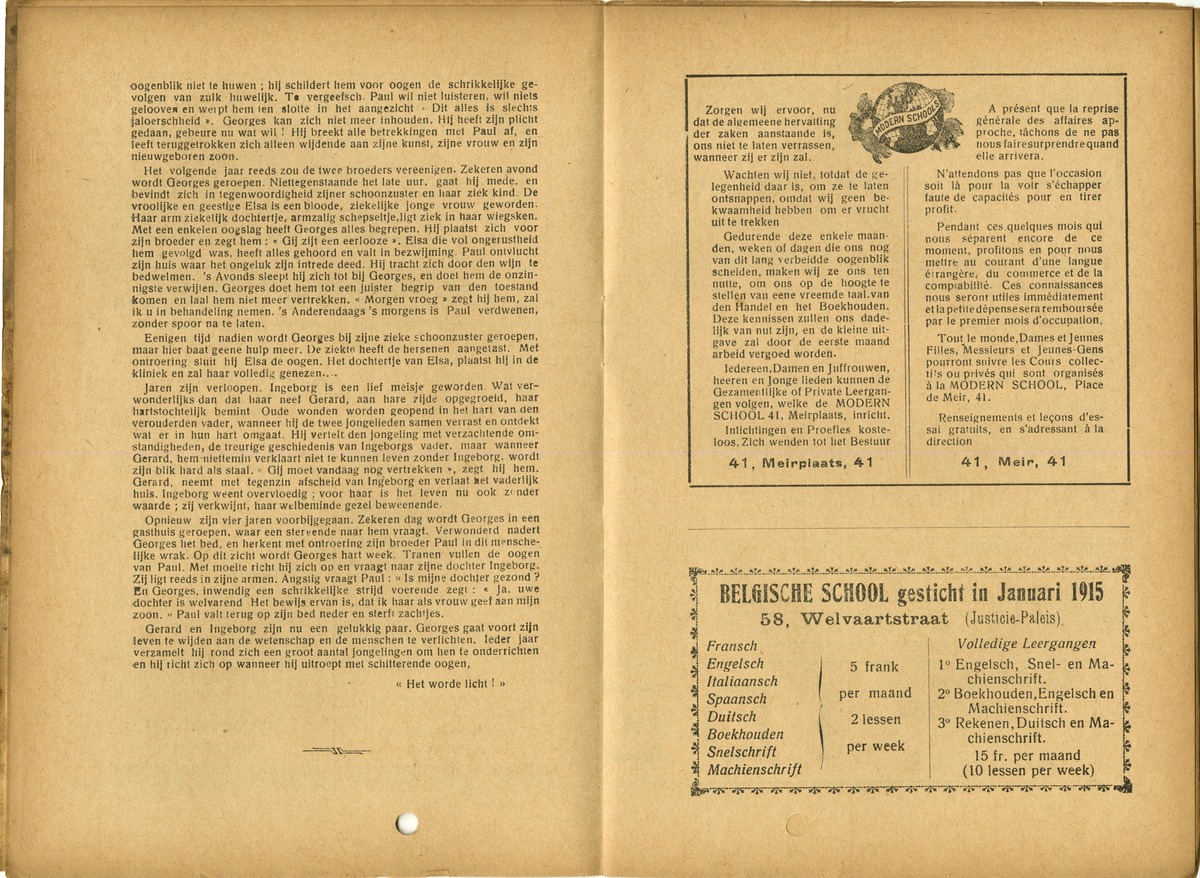 oogenblik niet te huwen ; hij schildert hem voor oogen de schrikkelijke ge-
volgen van zulk huwelijk. Te vergeefsch. Paul wil niet luisteren, wil niets
gelooven en werpt hem ten slotte in het aangezicht « Dit alles is slechts
jaloerschheid ». Georges kan zich niet meer inhouden. Hij heeft zijn plicht
gedaan, gebeure nu wat wil ! Hij breekt alle betrekkingen met Paul af, en
leeft teruggetrokken zich alleen wijdende aan zijne kunst, zijne vrouw en zijn
nieuwgeboren zoon.
Het volgende jaar reeds zou de twee broeders vereenigen. Zekeren avond
wordt Georges geroepen. Niettegenstaande het late uur, gaat hij mede, en
bevindt zich in tegenwoordigheid zijner schoonzuster en haar ziek kind. De
vroolijke en geestige Elsa is een bloode, ziekelijke jonge vrouw geworden.
Haar arm ziekelijk dochtertje, armzalig schepseltje,ligt ziek in haar wiegsken.
Met een enkelen oogslag heeft Georges alles begrepen. Hij plaatst zich voor
zijn broeder en zegt hem : « Gij zijt een eerlooze ». Elsa die vol ongerustheid
hem gevolgd was, heeft alles gehoord en valt in bezwijming. Paul ontvlucht
zijn huis waar het ongeluk zijn intrede deed. Hij tracht zich door den wijn te
bedwelmen. 's Avonds sleept hij zich tot bij Georges, en doet hem de onzin-
nigste verwijten. Georges doet hem tot een juister begrip van den toestand
komen en laat hem niet meer vertrekken. « Morgen vroeg » zegt hij hem, zal
ik u in behandeling nemen. 's Anderendaags 's morgens is Paul verdwenen,
zonder spoor na te laten.
Eenigen tijd nadien wordt Georges bij zijne zieke schoonzuster geroepen,
maar hier baat geene hulp meer. De ziekte heeft de hersenen aangetast. Met
ontroering sluit hij Elsa de oogen. Het dochtertje van Elsa, plaatst hij in de
kliniek en zal haar volledig genezen....
Jaren zijn verloopen. Ingeborg is een lief meisje geworden. Wat ver-
wonderlijks dan dat haar neef Gerard, aan hare zijde opgegroeid, haar
hartstochtelijk bemint Oude wonden worden geopend in het hart van den
verouderden vader, wanneer hij de twee jongelieden samen verrast en ontdekt
wat er in hun hart omgaat. Hij vertelt den jongeling met verzachtende om-
standigheden, de treurige geschiedenis van Ingeborgs vader, maar wanneer
Gerard, hem niettemin verklaart niet te kunnen leven zonder Ingeborg, wordt
zijn blik hard als staal. « Gij moet vandaag nog vertrekken », zegt hij hem.
Gerard, neemt met tegenzin afscheid van Ingeborg en verlaat het vaderlijk
huis. Ingeborg weent overvloedig ; voor haar is het leven nu ook zonder
waarde ; zij verkwijnt, haar welbeminde gezel beweenende.
Opnieuw zijn vier jaren voorbijgegaan. Zekeren dag wordt Georges in een
gasthuis geroepen, waar een stervende naar hem vraagt. Verwonderd nadert
Georges het bed, en herkent met ontroering zijn broeder Paul in dit mensche-
lijke wrak. Op dit zicht wordt Georges hart week. Tranen vullen de oogen
van Paul. Met moeite richt hij zich op en vraagt naar zijne dochter Ingeborg.
Zij ligt reeds in zijne armen. Angstig vraagt Paul : « Is mijne dochter gezond ?
En Georges, inwendig een schrikkelijke strijd voerende zegt : « Ja, uwe
dochter is welvarend Het bewijs ervan is, dat ik haar als vrouw geef aan mijn
zoon. » Paul valt terug op zijn bed neder en sterft zachtjes.
Gerard en Ingeborg zijn nu een gelukkig paar. Georges gaat voort zijn
leven te wijden aan de wetenschap en de menschen te verlichten. Ieder jaar
verzamelt hij rond zich een groot aantal jongelingen om hen te onderrichten
en hij richt zich op wanneer hij uitroept met schitterende oogen,
« Het worde licht ! »
MODERN SCHOOLS
Zorgen wij ervoor, nu
dat de algemeene hervatting
der zaken aanstaande is,
ons niet te laten verrassen,
wanneer zij er zijn zal.
Wachten wij niet, totdat de ge-
legenheid daar is, om ze te laten
ontsnappen, omdat wij geen be-
kwaamheid hebben om er vrucht
uit te trekken
Gedurende deze enkele maan-
den, weken of dagen die ons nog
van dit lang verbeidde oogenblik
scheiden, maken wij ze ons ten
nutte, om ons op de hoogte te
stellen van eene vreemde taal.van
den Handel en het Boekhouden.
Deze kennissen zullen ons dade-
lijk van nut zijn, en de kleine uit-
gave zal door de eerste maand
arbeid vergoed worden.
Iedereen,Damen en Juffrouwen,
heeren en Jonge lieden kunnen de
Gezamentlijke of Private Leergan-
gen volgen, welke de MODERN
SCHOOL 41, Meirplaats, inricht.
Inlichtingen en Proefles koste-
loos. Zich wenden tot het Bestuur
41, Meirplaats, 41
A présent que la reprise
générale des affaires ap-
proche, tâchons de ne pas
nous faire surprendre quand
elle arrivera.
N'attendons pas que l'occasion
soit là pour la voir s'échapper
faute de capacités pour en tirer
profit.
Pendant ces quelques mois qui
nous séparent encore de ce
moment, profitons en pour nous
mettre au courant d'une langue
étrangère, du commerce et de la
comptabilité. Ces connaissances
nous seront utiles immédiatement
et la petite dépense sera remboursée
par le premier mois d'occupation.
Tout le monde,Dames et Jeunes
Filles, Messieurs et Jeunes-Gens
pourront suivre les Cours collec-
tifs ou privés qui sont organisés
à la MODERN SCHOOL, Place
de Meir, 41.
Renseignements et leçons d'es-
sai gratuits, en s'adressant à la
direction
41, Meir, 41
BELGISCHE SCHOOL gesticht in Januari 1915
58, Welvaartstraat (Justicie-Paleis)
Fransch
Engelsch
Italiaansch
Spaansch
Duitsch
Boekhouden
Snelschrift
Machienschrift
5 frank
per maand
2 lessen
per week
Volledige Leergangen
1º Engelsch, Snel- en Ma-
chienschrift.
2º Boekhouden,Engelsch en
Machienschrift.
3º Rekenen, Duitsch en Ma-
chienschrift.
15 fr. per maand
(10 lessen per week)